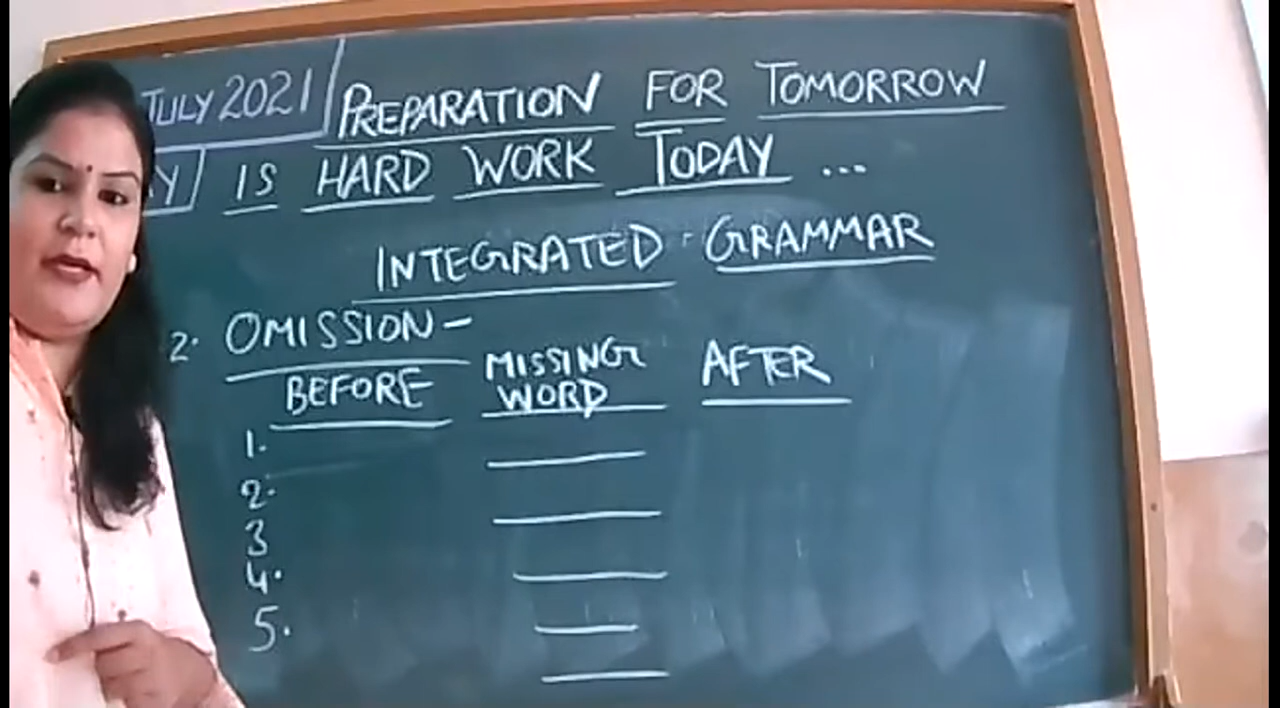 JULY 2021 PREPARATION FOR TOMORROW
IS HARD WORK TODAY ...
INTEGRATED GRAMMAR
2. OMISSION -
BEFORE MISSING WORD AFTER
1.
2.
3
4.
5.